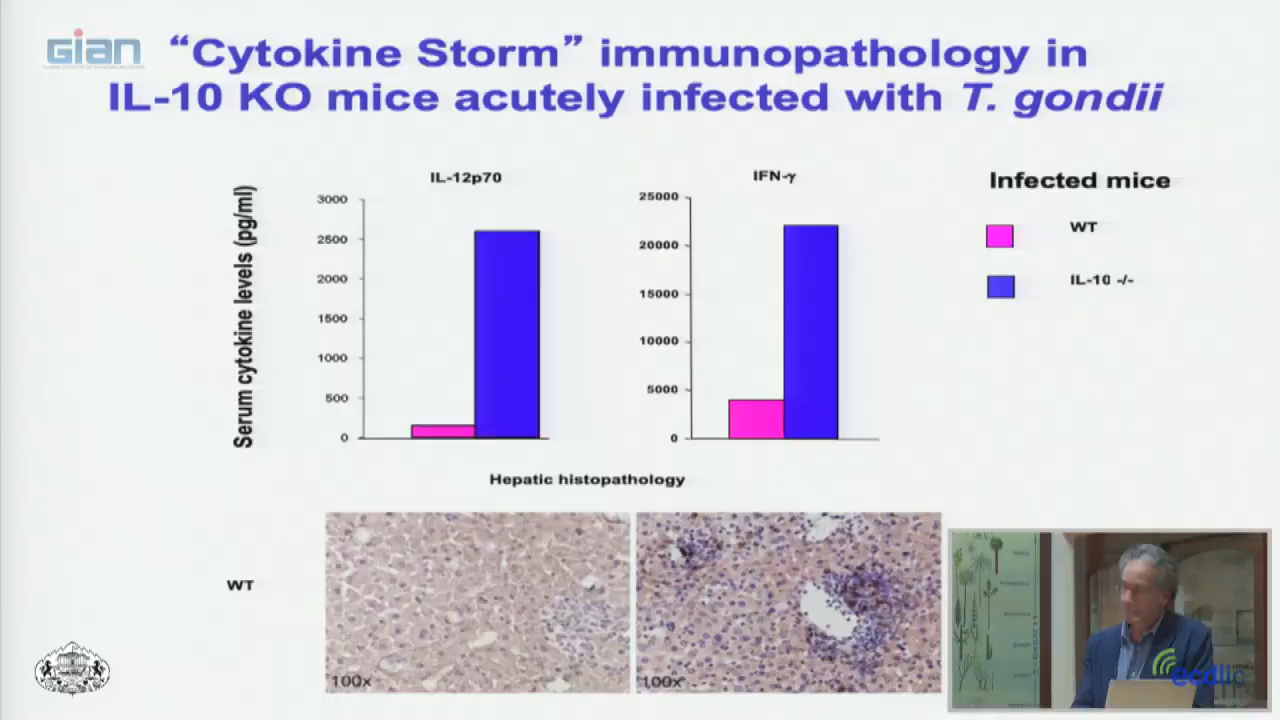 GIAN
“Cytokine Storm” immunopathology in
IL-10 KO mice acutely infected with T. gondii
IL-12p70
IFN-γ
Infected mice
WT
IL-10 -/-
Serum cytokine levels (pg/ml)
3000
2500
2000
1500
1000
500
0
25000
20000
15000
10000
5000
0
Hepatic histopathology
WT
100x
100x
ecdlic